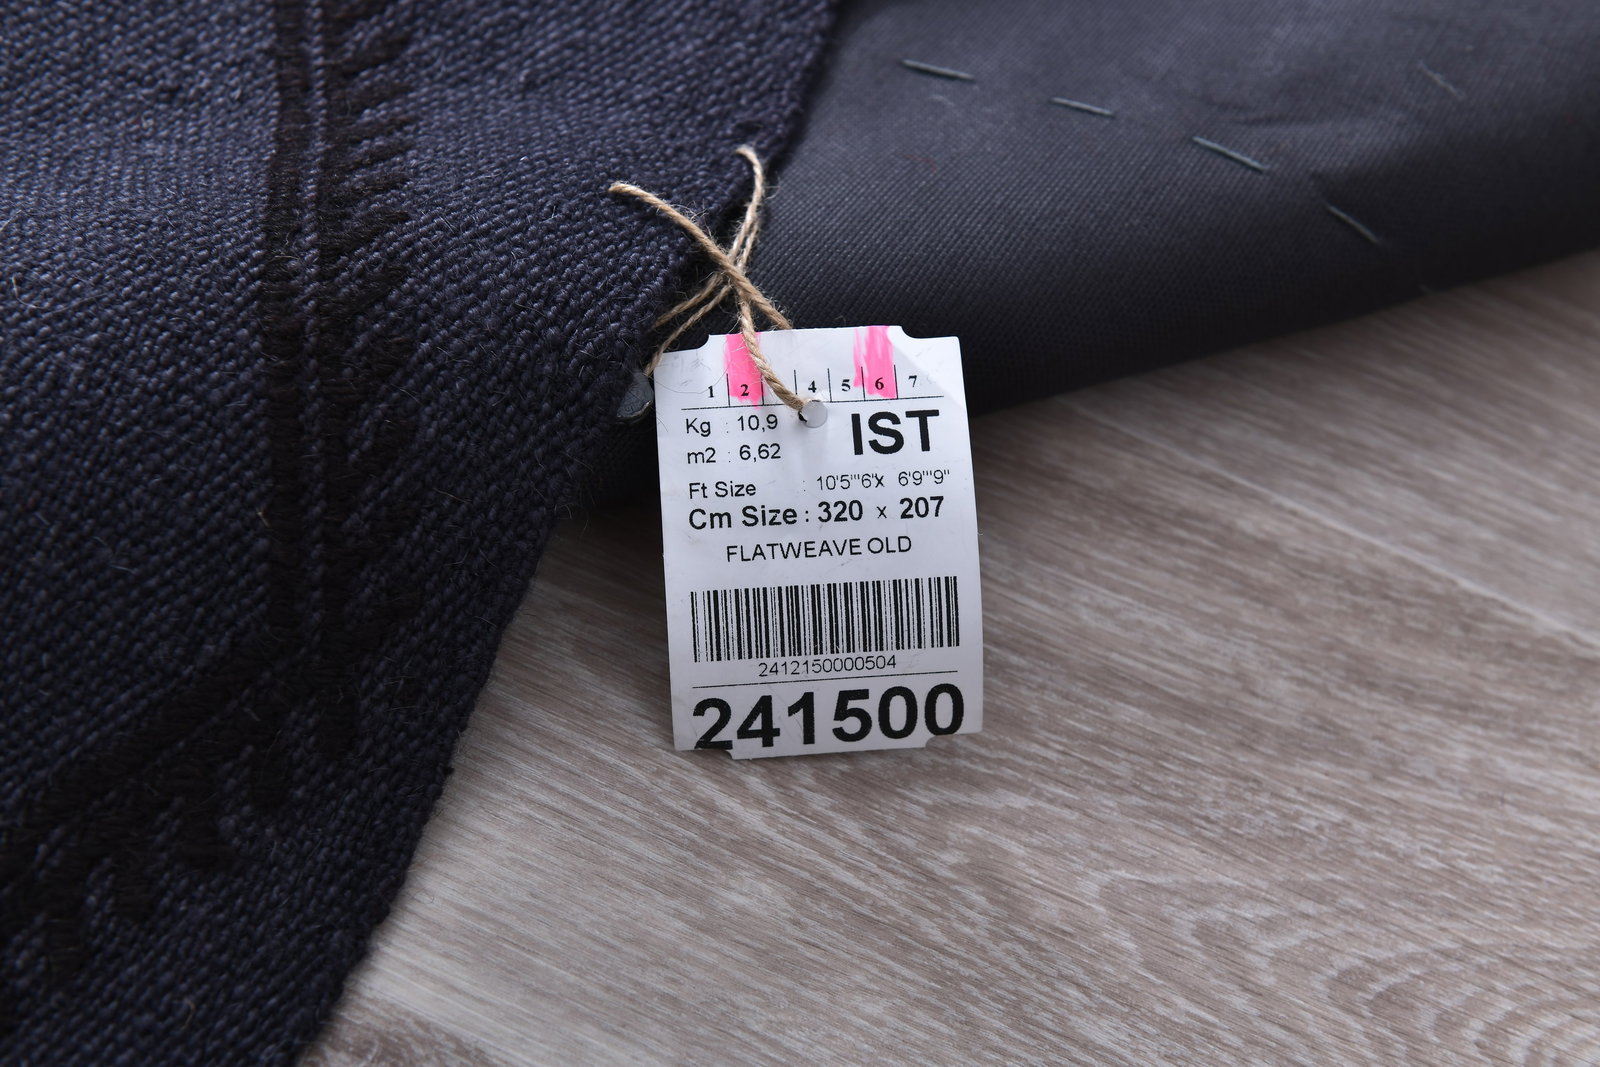 1 2 4 5 6 7
Kg : 10,9
IST
m2 : 6,62
Ft Size : 10'5'''6'x 6'9'''9''
Cm Size : 320 x 207
FLATWEAVE OLD
2412150000504
241500